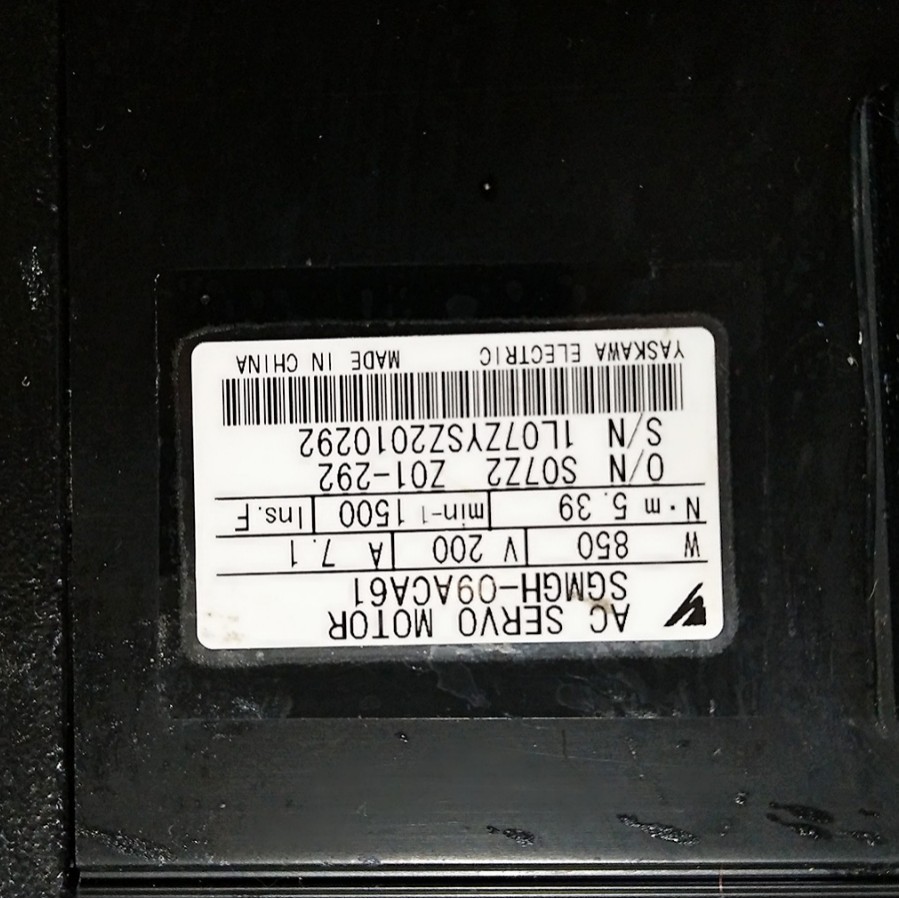 AC SERVO MOTOR
SGMGH-09ACA61
W 850 V 200 A 7.1
N·m 5.39 min-1 1500 Ins.F
O/N S07Z2 Z01-292
S/N 1L07ZYSZ2010292
YASKAWA ELECTRIC MADE IN CHINA